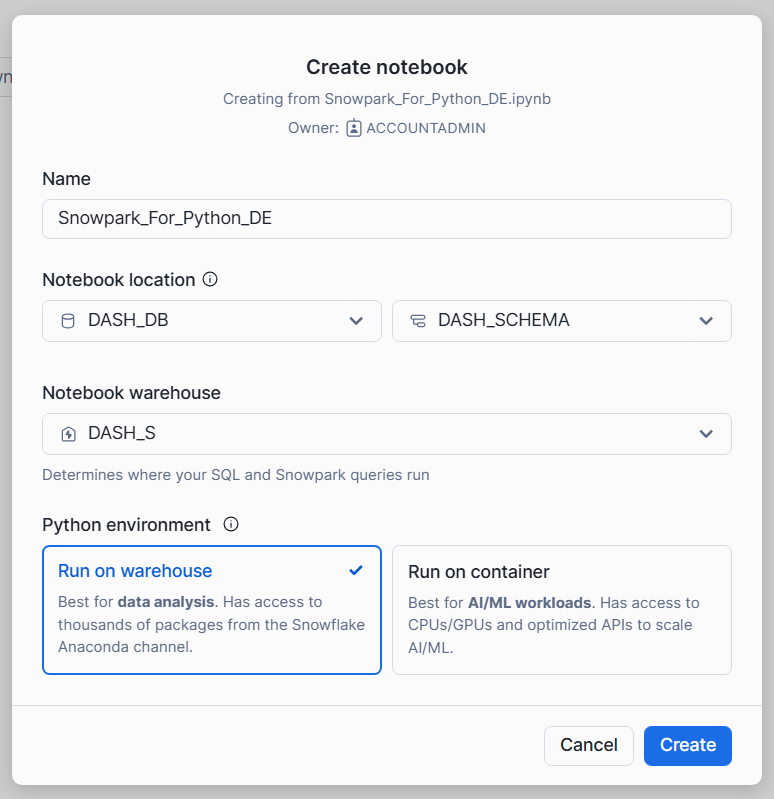 Create notebook
Creating from Snowpark_For_Python_DE.ipynb
Owner: ACCOUNTADMIN
Name
Snowpark_For_Python_DE
Notebook location
DASH_DB
DASH_SCHEMA
Notebook warehouse
DASH_S
Determines where your SQL and Snowpark queries run
Python environment
Run on warehouse
Best for data analysis. Has access to
thousands of packages from the Snowflake
Anaconda channel.
Run on container
Best for AI/ML workloads. Has access to
CPUs/GPUs and optimized APIs to scale
AI/ML.
Cancel
Create